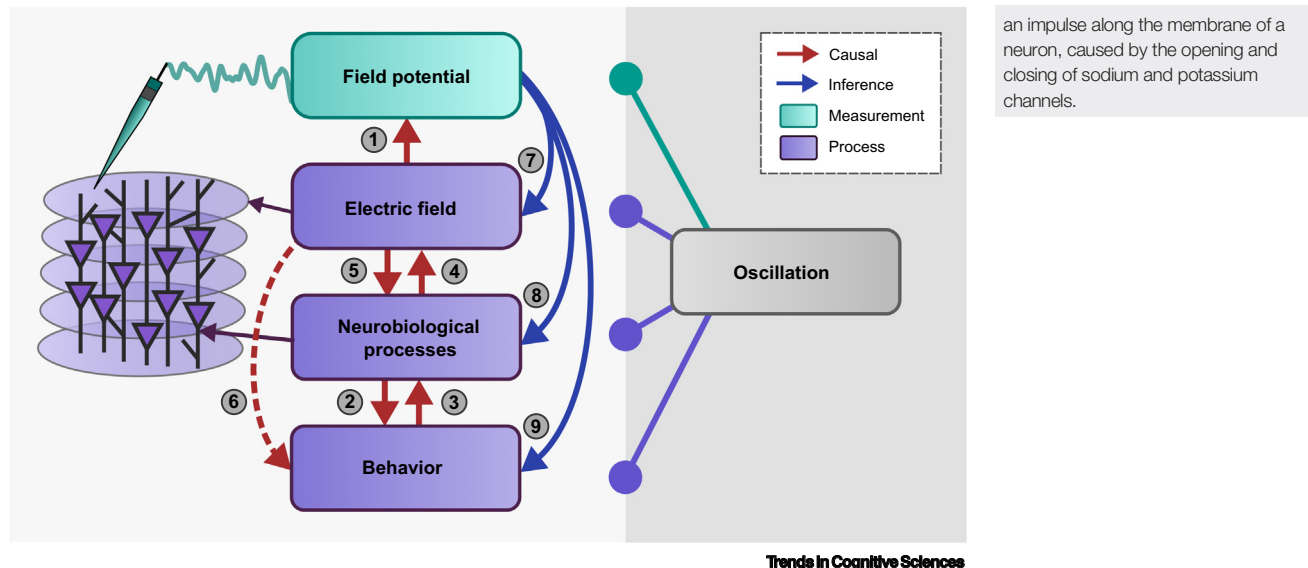 Field potential
Causal
Inference
Measurement
Process
1
7
Electric field
5
4
8
Neurobiological
processes
6
2
3
9
Behavior
Oscillation
Trends in Cognitive Sciences
an impulse along the membrane of a
neuron, caused by the opening and
closing of sodium and potassium
channels.